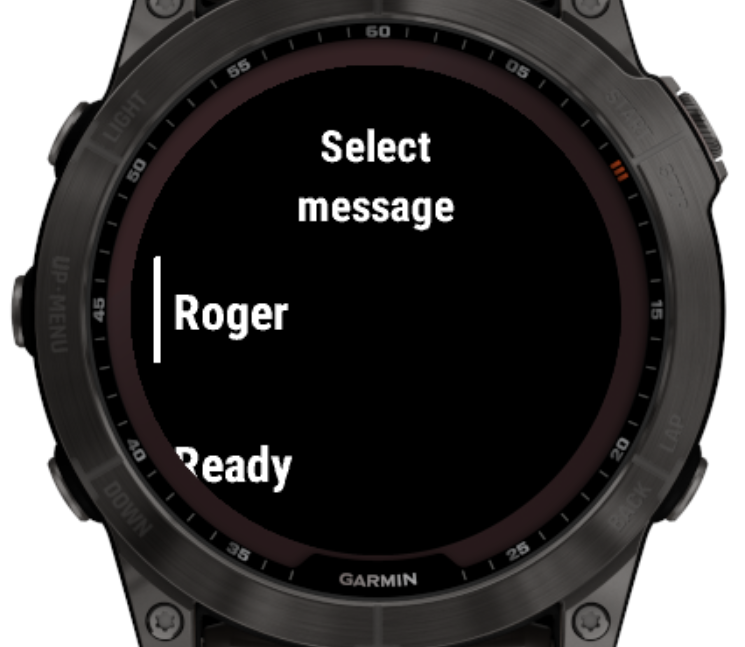 60
55
05
LIGHT
START
STOP
50
Select
message
UP·MENU
45
Roger
15
40
Ready
20
LAP
DOWN
BACK
35
25
GARMIN